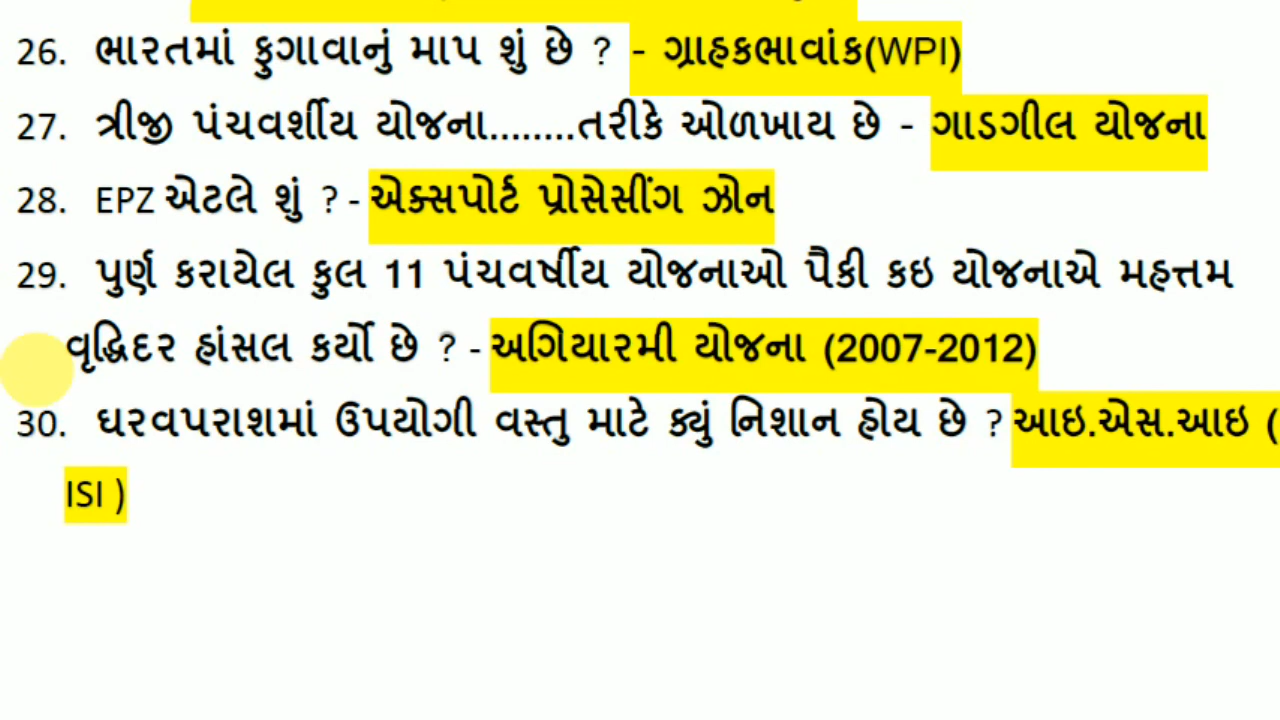 26. ભારતમાં ફુગાવાનું માપ શું છે ? - ગ્રાહકભાવાંક(WPI)
27. ત્રીજી પંચવર્શીય યોજના........તરીકે ઓળખાય છે - ગાડગીલ યોજના
28. EPZ એટલે શું ? - એક્સપોર્ટ પ્રોસેસીંગ ઝોન
29. પુર્ણ કરાયેલ કુલ 11 પંચવર્ષીય યોજનાઓ પૈકી કઇ યોજનાએ મહત્તમ
વૃદ્ધિદર હાંસલ કર્યો છે ? - અગિયારમી યોજના (2007-2012)
30. ઘરવપરાશમાં ઉપયોગી વસ્તુ માટે ક્યું નિશાન હોય છે ? આઇ.એસ.આઇ (
ISI )